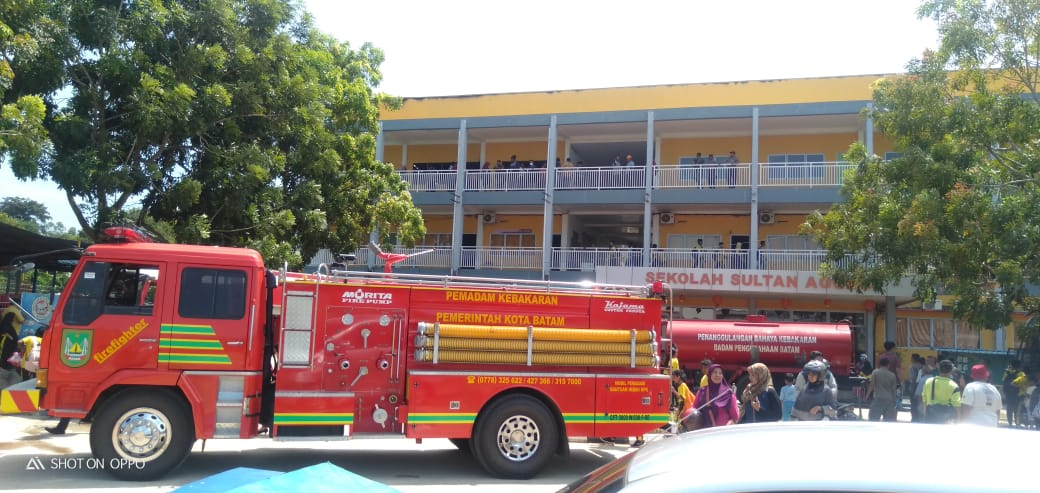 SEKOLAH SULTAN AGUNG
PEMADAM KEBAKARAN
PEMERINTAH KOTA BATAM
MORITA
FIRE PUMP
firefighter
PENANGGULANGAN BAHAYA KEBAKARAN
BADAN PENGUSAHAAN BATAM
(0778) 325 622 / 427 366 / 315 7000
SHOT ON OPPO